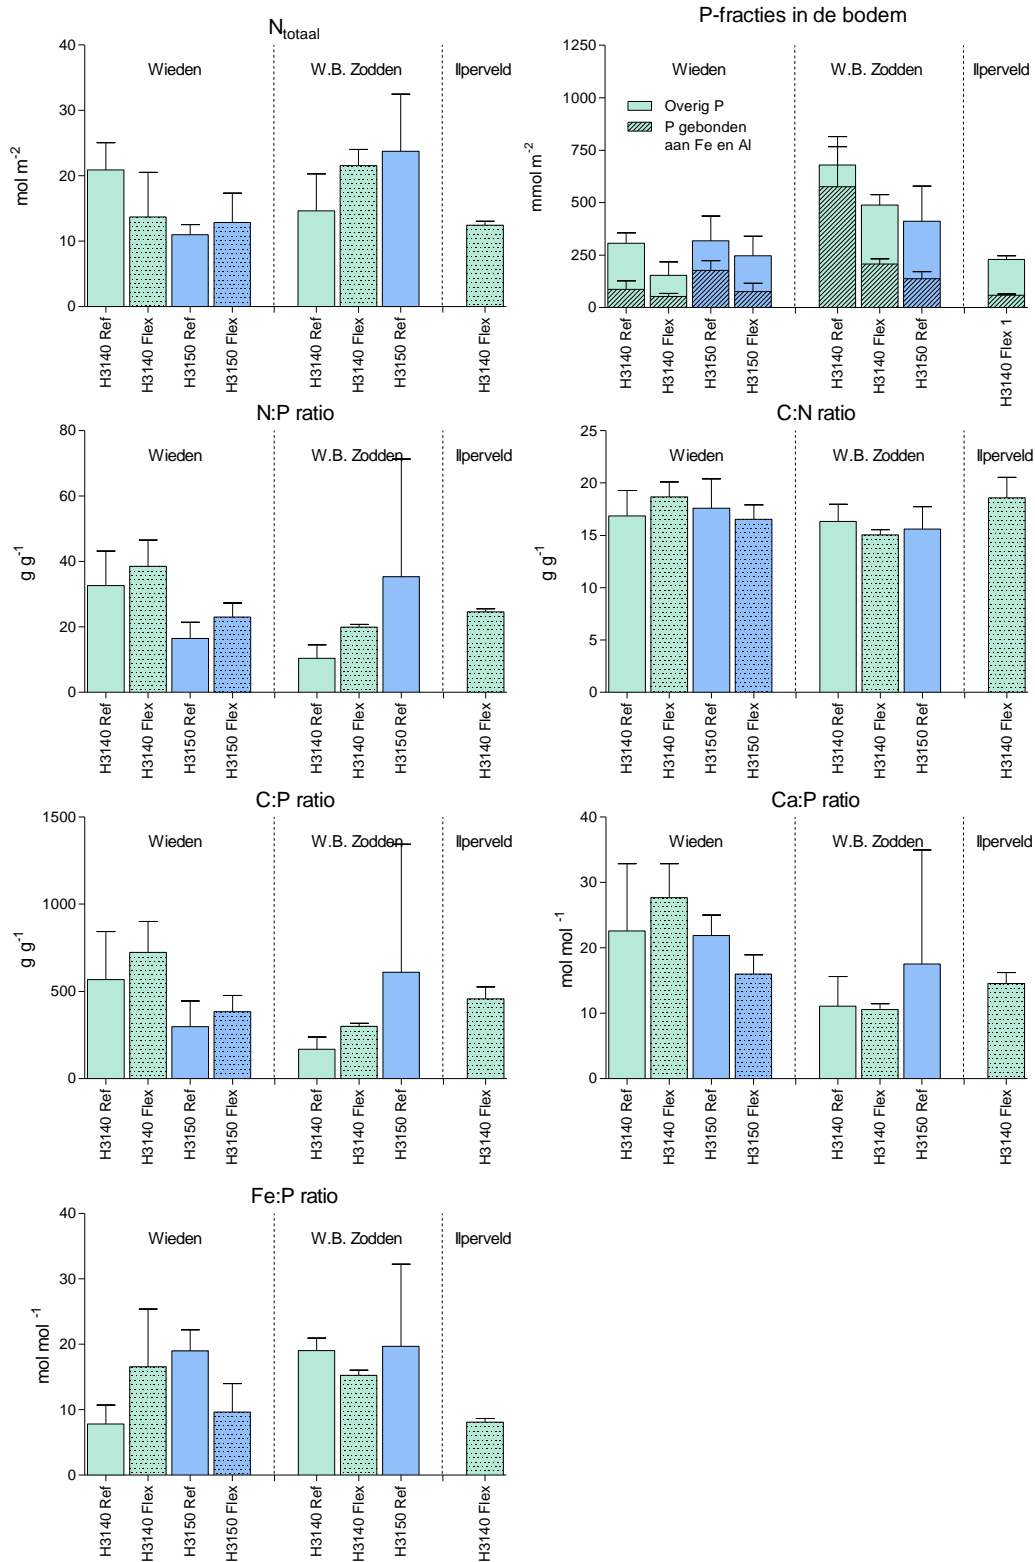 N_totaal
40
30
20
10
0
mol m^-2
Wieden
W.B. Zodden
Ilperveld
H3140 Ref
H3140 Flex
H3150 Ref
H3150 Flex
H3140 Ref
H3140 Flex
H3150 Ref
H3140 Flex
P-fracties in de bodem
1250
1000
750
500
250
0
mmol m^-2
Wieden
W.B. Zodden
Ilperveld
Overig P
P gebonden
aan Fe en Al
H3140 Ref
H3140 Flex
H3150 Ref
H3150 Flex
H3140 Ref
H3140 Flex
H3150 Ref
H3140 Flex 1
N:P ratio
80
60
40
20
0
g g^-1
Wieden
W.B. Zodden
Ilperveld
H3140 Ref
H3140 Flex
H3150 Ref
H3150 Flex
H3140 Ref
H3140 Flex
H3150 Ref
H3140 Flex
C:N ratio
25
20
15
10
5
0
g g^-1
Wieden
W.B. Zodden
Ilperveld
H3140 Ref
H3140 Flex
H3150 Ref
H3150 Flex
H3140 Ref
H3140 Flex
H3150 Ref
H3140 Flex
C:P ratio
1500
1000
500
0
g g^-1
Wieden
W.B. Zodden
Ilperveld
H3140 Ref
H3140 Flex
H3150 Ref
H3150 Flex
H3140 Ref
H3140 Flex
H3150 Ref
H3140 Flex
Ca:P ratio
40
30
20
10
0
mol mol^-1
Wieden
W.B. Zodden
Ilperveld
H3140 Ref
H3140 Flex
H3150 Ref
H3150 Flex
H3140 Ref
H3140 Flex
H3150 Ref
H3140 Flex
Fe:P ratio
40
30
20
10
0
mol mol^-1
Wieden
W.B. Zodden
Ilperveld
H3140 Ref
H3140 Flex
H3150 Ref
H3150 Flex
H3140 Ref
H3140 Flex
H3150 Ref
H3140 Flex